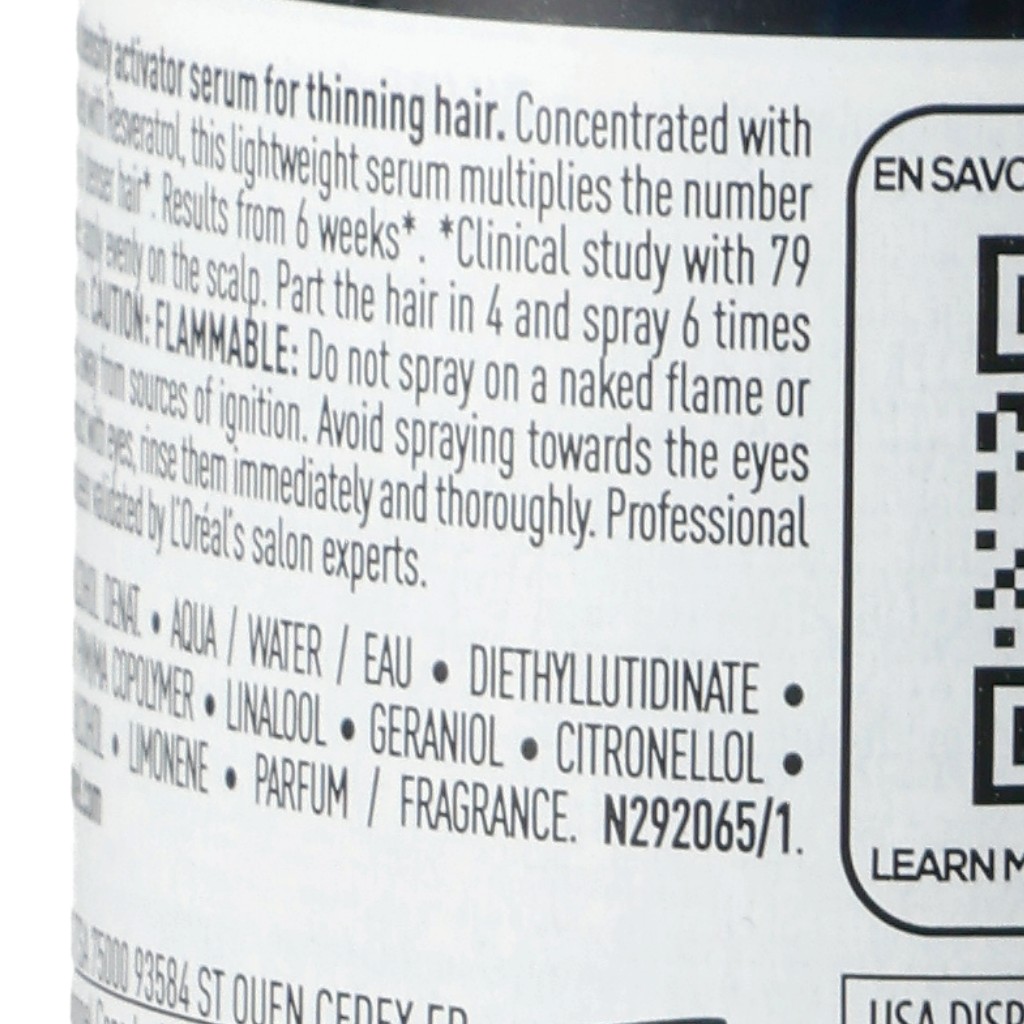 activator serum for thinning hair. Concentrated with
with Resveratrol, this lightweight serum multiplies the number
hair*. Results from 6 weeks*. *Clinical study with 79
evenly on the scalp. Part the hair in 4 and spray 6 times
CAUTION: FLAMMABLE: Do not spray on a naked flame or
from sources of ignition. Avoid spraying towards the eyes
with eyes, rinse them immediately and thoroughly. Professional
validated by L'Oréal's salon experts.
DENAT. • AQUA / WATER / EAU • DIETHYLLUTIDINATE •
COPOLYMER • LINALOOL • GERANIOL • CITRONELLOL •
• LIMONENE • PARFUM / FRAGRANCE. N292065/1.
.com
75000 93584 ST OUEN CEDEX FR
EN SAVO
LEARN M
USA DISP